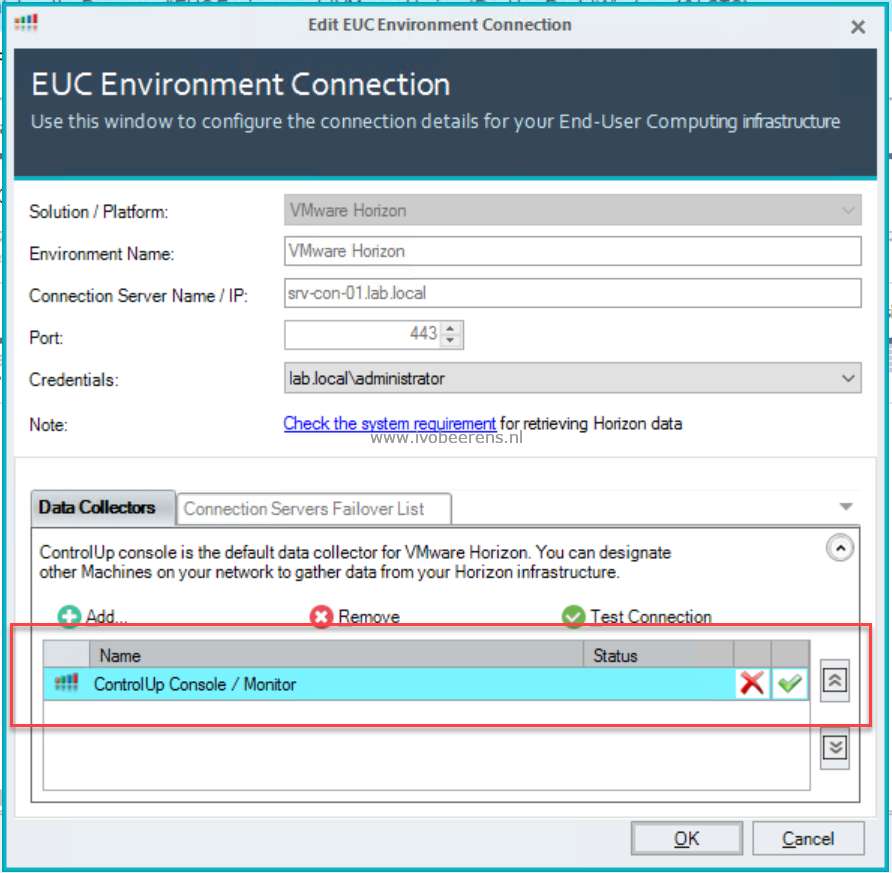 Edit EUC Environment Connection
EUC Environment Connection
Use this window to configure the connection details for your End-User Computing infrastructure
Solution / Platform:
VMware Horizon
Environment Name:
VMware Horizon
Connection Server Name / IP:
srv-con-01.lab.local
Port:
443
Credentials:
lab.local\administrator
Note:
Check the system requirement for retrieving Horizon data
www.ivobeerens.nl
Data Collectors
Connection Servers Failover List
ControlUp console is the default data collector for VMware Horizon. You can designate
other Machines on your network to gather data from your Horizon infrastructure.
Add...
Remove
Test Connection
Name
Status
ControlUp Console / Monitor
OK
Cancel